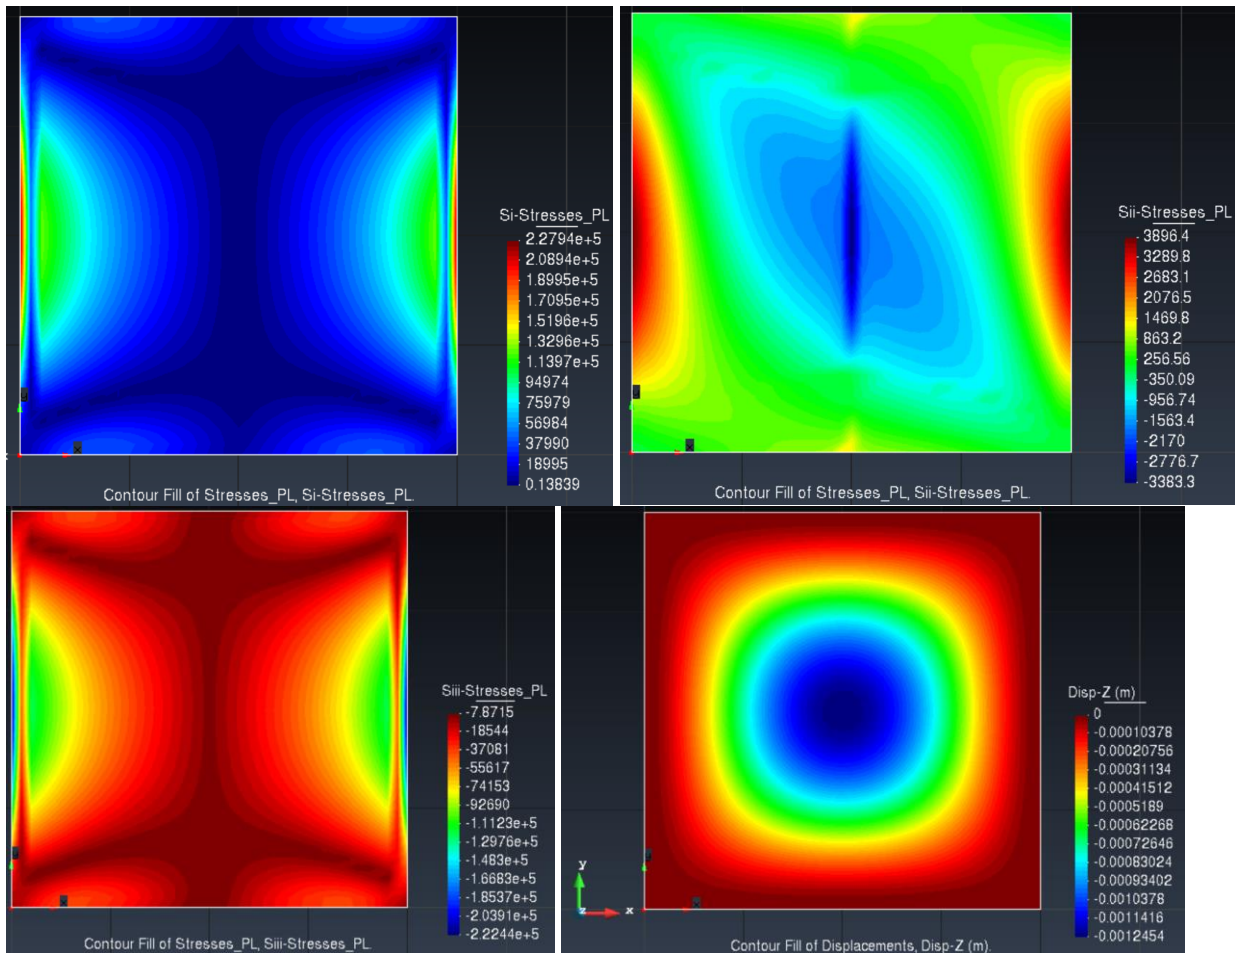 Si-Stresses_PL
2.2794e+5
2.0894e+5
1.8995e+5
1.7095e+5
1.5196e+5
1.3296e+5
1.1397e+5
94974
75979
56984
37990
18995
0.13839
x
Contour Fill of Stresses_PL, Si-Stresses_PL.
Sii-Stresses_PL
3896.4
3289.8
2683.1
2076.5
1469.8
863.2
256.56
-350.09
-956.74
-1563.4
-2170
-2776.7
-3383.3
x
Contour Fill of Stresses_PL, Sii-Stresses_PL.
Siii-Stresses_PL
-7.8715
-18544
-37081
-55617
-74153
-92690
-1.1123e+5
-1.2976e+5
-1.483e+5
-1.6683e+5
-1.8537e+5
-2.0391e+5
-2.2244e+5
x
Contour Fill of Stresses_PL, Siii-Stresses_PL.
Disp-Z (m)
0
-0.00010378
-0.00020756
-0.00031134
-0.00041512
-0.0005189
-0.00062268
-0.00072646
-0.00083024
-0.00093402
-0.0010378
-0.0011416
-0.0012454
y
z
x
x
Contour Fill of Displacements, Disp-Z (m).